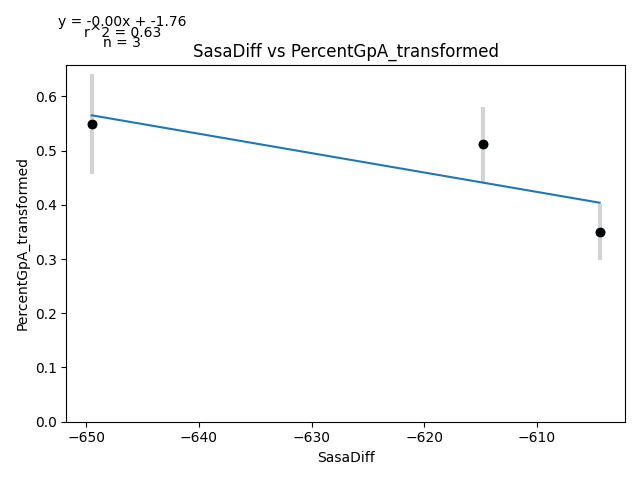 y = -0.00x + -1.76
r^2 = 0.63
n = 3
SasaDiff vs PercentGpA_transformed
PercentGpA_transformed
0.6
0.5
0.4
0.3
0.2
0.1
0.0
−650
−640
−630
−620
−610
SasaDiff